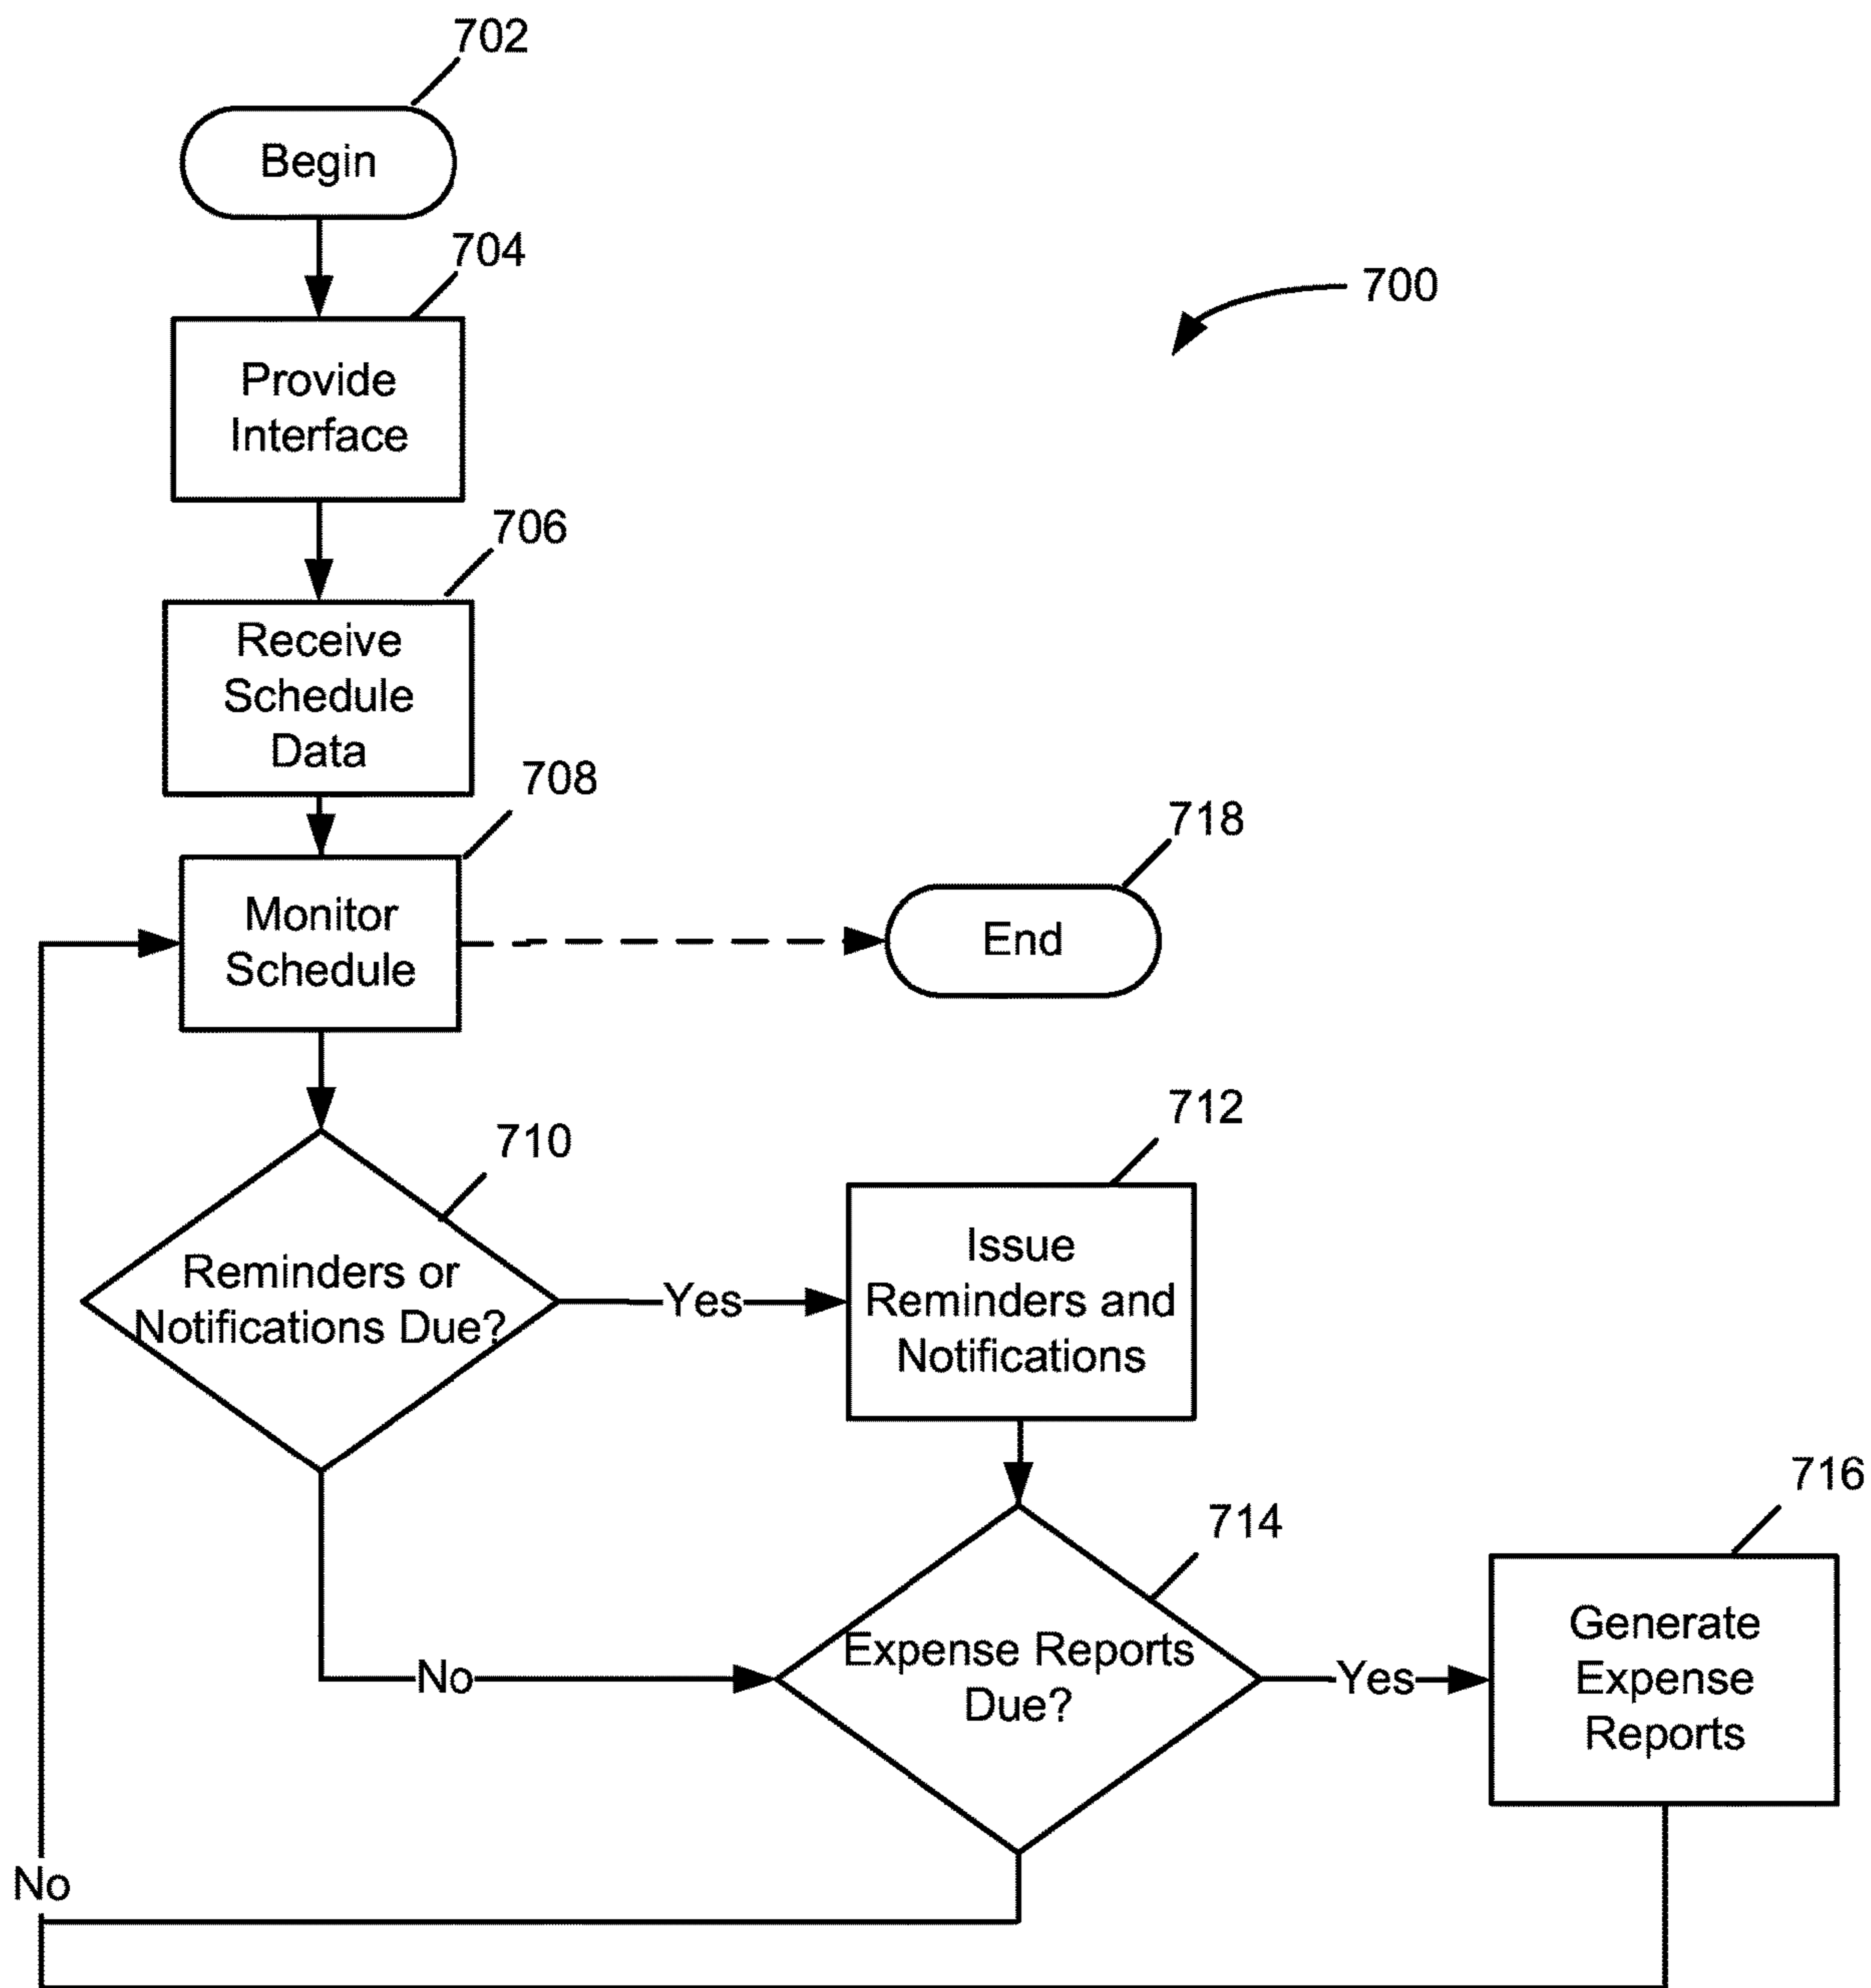 702
Begin
704
700
Provide
Interface
706
Receive
Schedule
Data
708
718
Monitor
Schedule
End
710
712
Reminders or
Notifications Due?
Yes
Issue
Reminders and
Notifications
714
716
No
Expense Reports
Due?
Yes
Generate
Expense
Reports
No